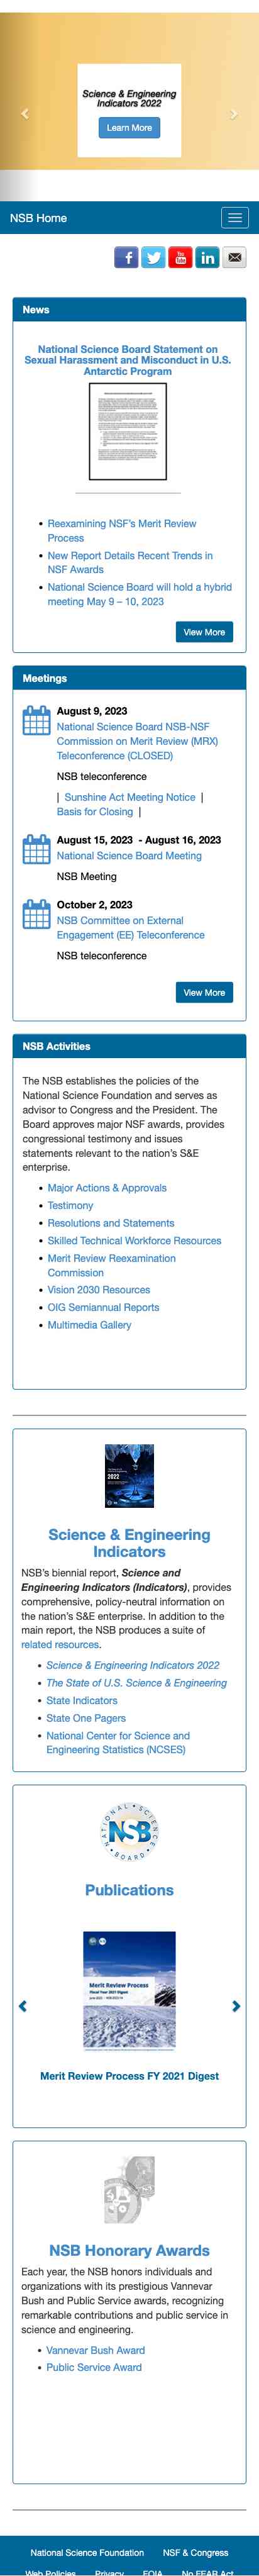 Science & Engineering
Indicators 2022
Learn More
NSB Home
News
National Science Board Statement on
Sexual Harassment and Misconduct in U.S.
Antarctic Program
Reexamining NSF's Merit Review
Process
New Report Details Recent Trends in
NSF Awards
National Science Board will hold a hybrid
meeting May 9 – 10, 2023
View More
Meetings
August 9, 2023
National Science Board NSB-NSF
Commission on Merit Review (MRX)
Teleconference (CLOSED)
NSB teleconference
| Sunshine Act Meeting Notice |
Basis for Closing |
August 15, 2023 - August 16, 2023
National Science Board Meeting
NSB Meeting
October 2, 2023
NSB Committee on External
Engagement (EE) Teleconference
NSB teleconference
View More
NSB Activities
The NSB establishes the policies of the
National Science Foundation and serves as
advisor to Congress and the President. The
Board approves major NSF awards, provides
congressional testimony and issues
statements relevant to the nation's S&E
enterprise.
Major Actions & Approvals
Testimony
Resolutions and Statements
Skilled Technical Workforce Resources
Merit Review Reexamination
Commission
Vision 2030 Resources
OIG Semiannual Reports
Multimedia Gallery
2022
Science & Engineering
Indicators
NSB's biennial report, Science and
Engineering Indicators (Indicators), provides
comprehensive, policy-neutral information on
the nation's S&E enterprise. In addition to the
main report, the NSB produces a suite of
related resources.
Science & Engineering Indicators 2022
The State of U.S. Science & Engineering
State Indicators
State One Pagers
National Center for Science and
Engineering Statistics (NCSES)
NATIONAL SCIENCE
NSB
BOARD
Publications
Merit Review Process
Fiscal Year 2021 Digest
Merit Review Process FY 2021 Digest
NSB Honorary Awards
Each year, the NSB honors individuals and
organizations with its prestigious Vannevar
Bush and Public Service awards, recognizing
remarkable contributions and public service in
science and engineering.
Vannevar Bush Award
Public Service Award
National Science Foundation NSF & Congress
Web Policies Privacy FOIA No FEAR Act